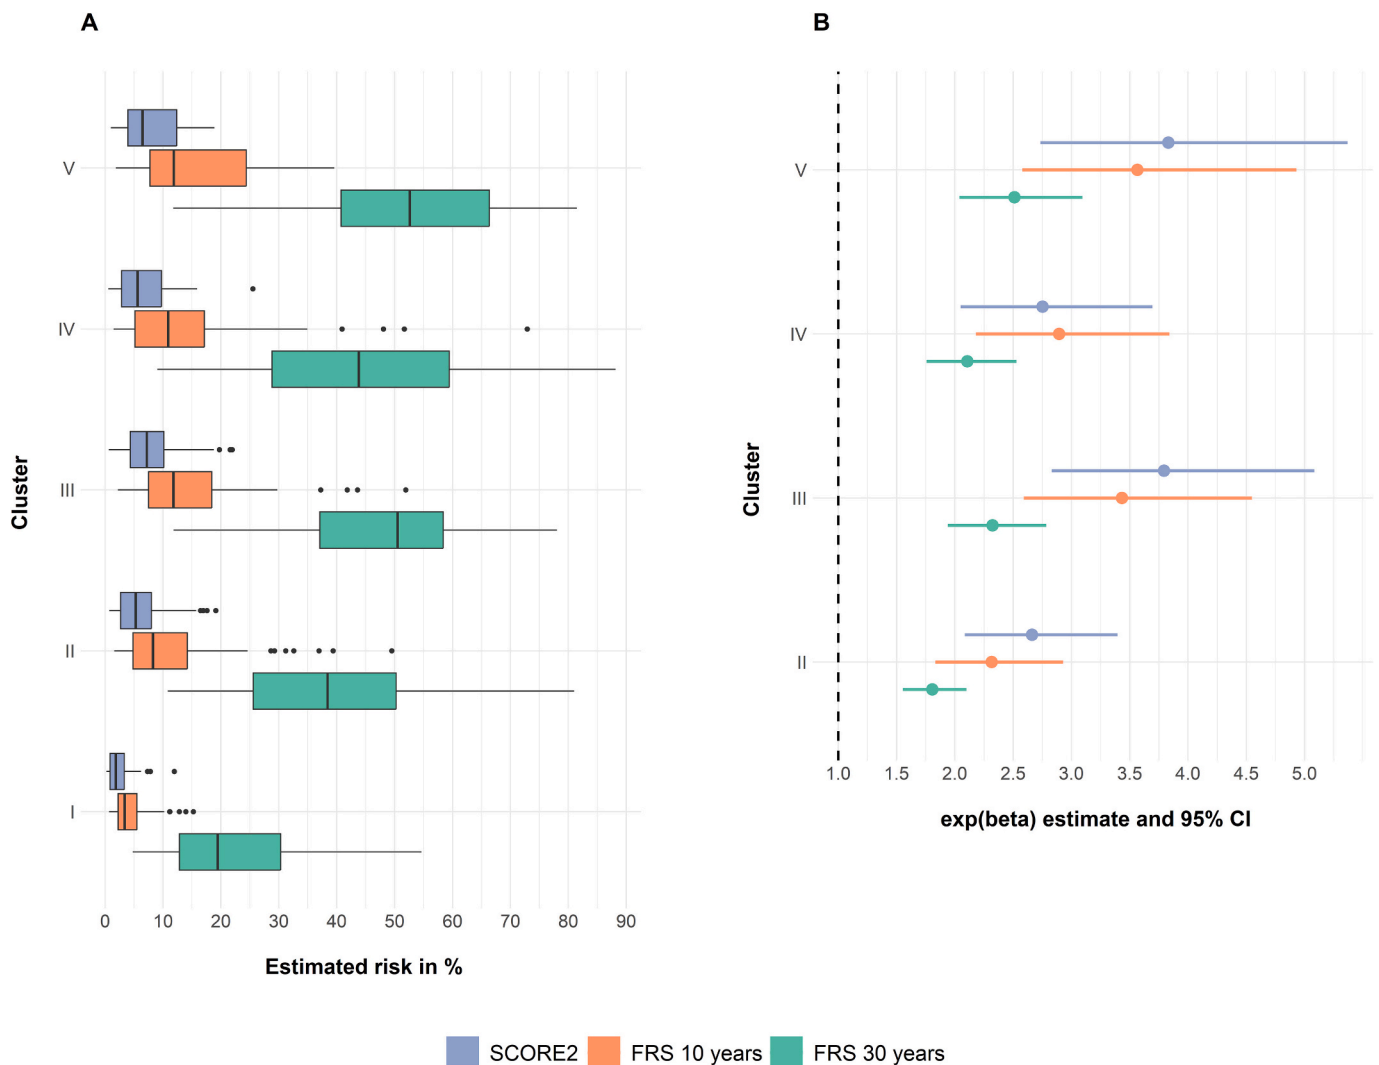 A
B
V
IV
III
II
I
Cluster
0 10 20 30 40 50 60 70 80 90
Estimated risk in %
V
IV
III
II
Cluster
1.0 1.5 2.0 2.5 3.0 3.5 4.0 4.5 5.0
exp(beta) estimate and 95% CI
SCORE2 FRS 10 years FRS 30 years